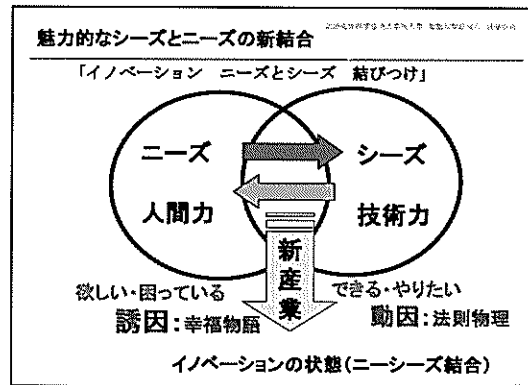 魅力的なシーズとニーズの新結合
「イノベーション ニーズとシーズ 結びつけ」
ニーズ
シーズ
人間力
技術力
新産業
欲しい・困っている
できる・やりたい
誘因：幸福物語
動因：法則物理
イノベーションの状態（ニーシーズ結合）